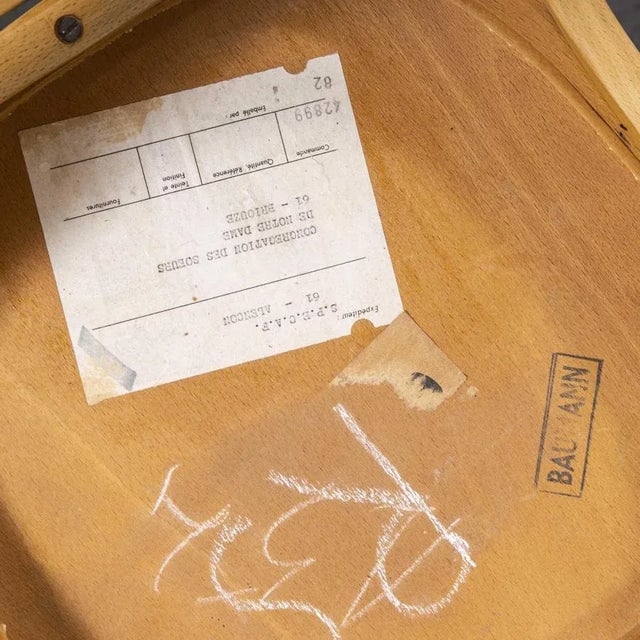 Expéditeur :
S.P.E.C.A.F.
61 - ALENCON
CONGREGATION DES SOEURS
DE NOTRE DAME
61 - BRIOUZE
Commande
Quantité, Référence
Teinte et
Finition
Fournitures
42899
Emballé par :
82
BAUMANN